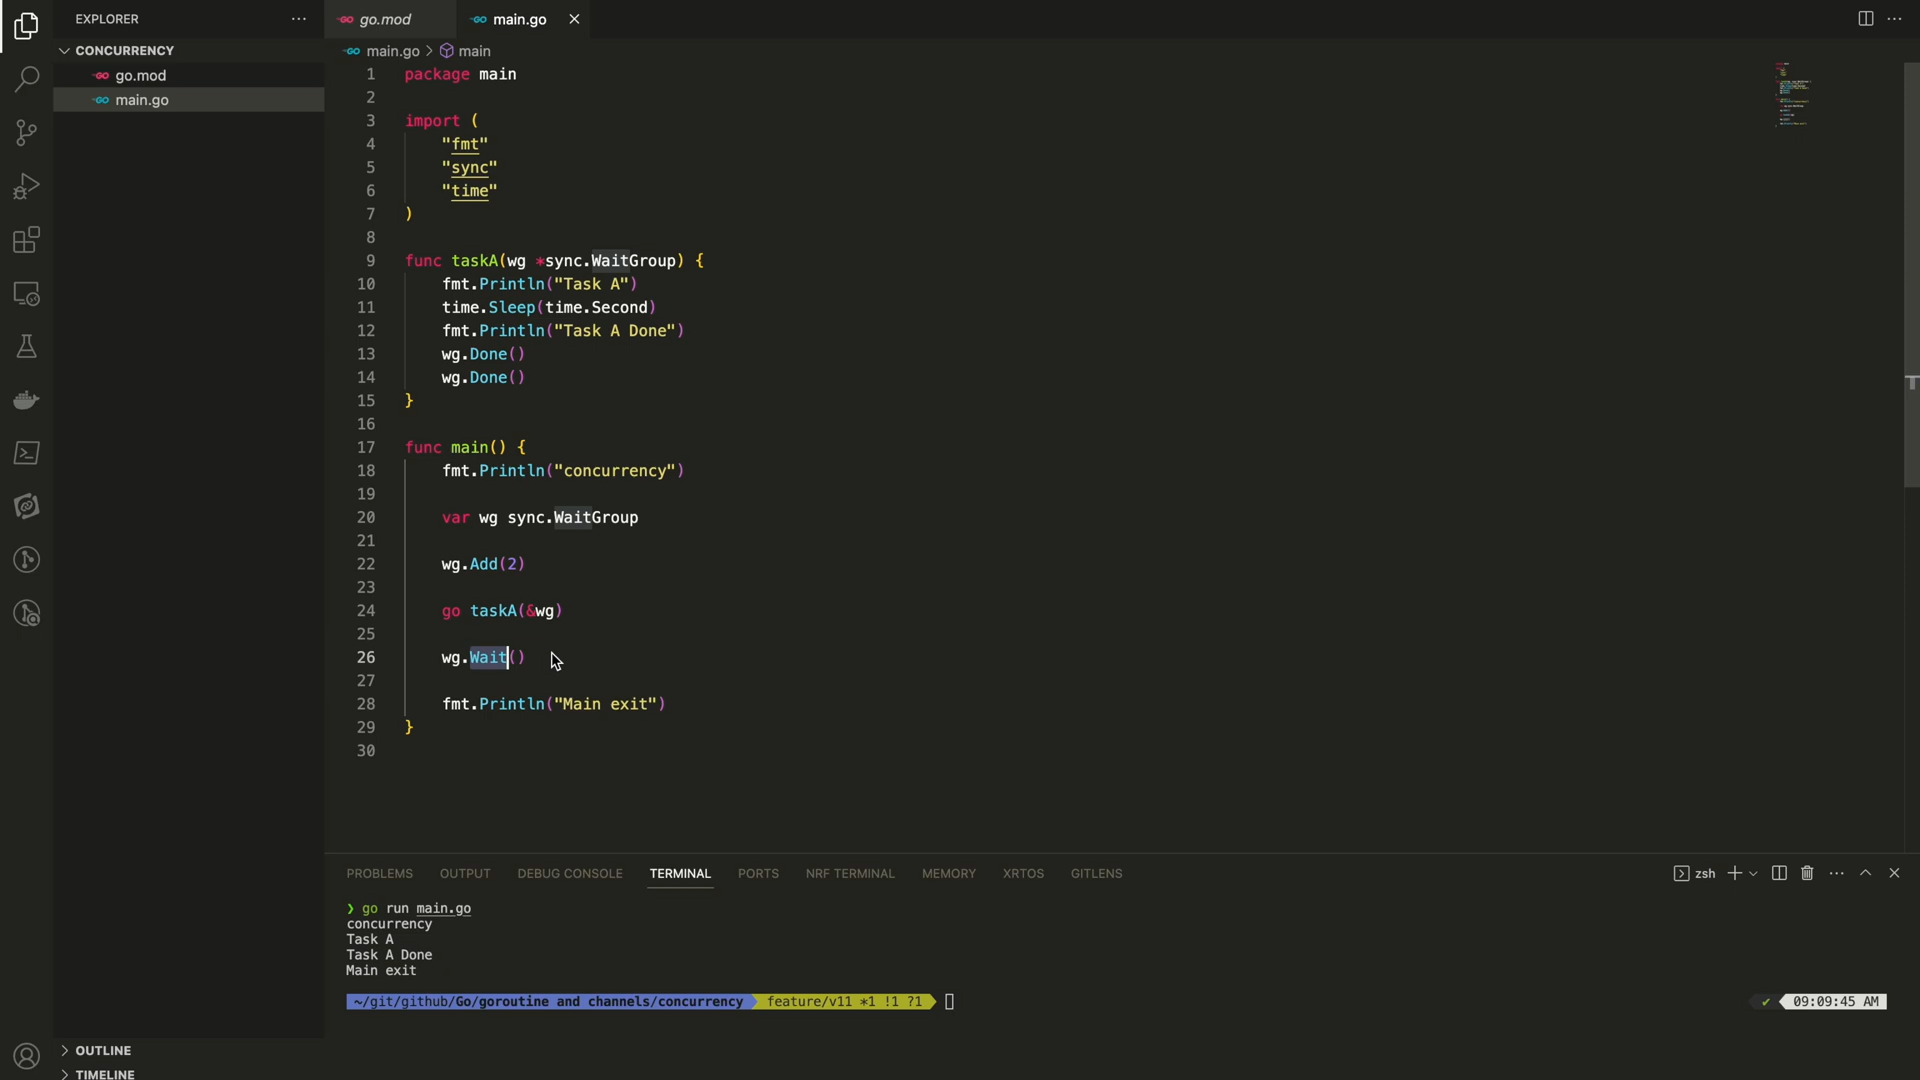 EXPLORER
CONCURRENCY
go.mod
main.go
OUTLINE
TIMELINE
go.mod
main.go
main.go > main
1 package main
2
3 import (
4 "fmt"
5 "sync"
6 "time"
7 )
8
9 func taskA(wg *sync.WaitGroup) {
10 fmt.Println("Task A")
11 time.Sleep(time.Second)
12 fmt.Println("Task A Done")
13 wg.Done()
14 wg.Done()
15 }
16
17 func main() {
18 fmt.Println("concurrency")
19
20 var wg sync.WaitGroup
21
22 wg.Add(2)
23
24 go taskA(&wg)
25
26 wg.Wait()
27
28 fmt.Println("Main exit")
29 }
30
PROBLEMS OUTPUT DEBUG CONSOLE TERMINAL PORTS NRF TERMINAL MEMORY XRTOS GITLENS
zsh
❯ go run main.go
concurrency
Task A
Task A Done
Main exit
~/git/github/Go/goroutine and channels/concurrency feature/v11 *1 !1 ?1 ✔ 09:09:45 AM